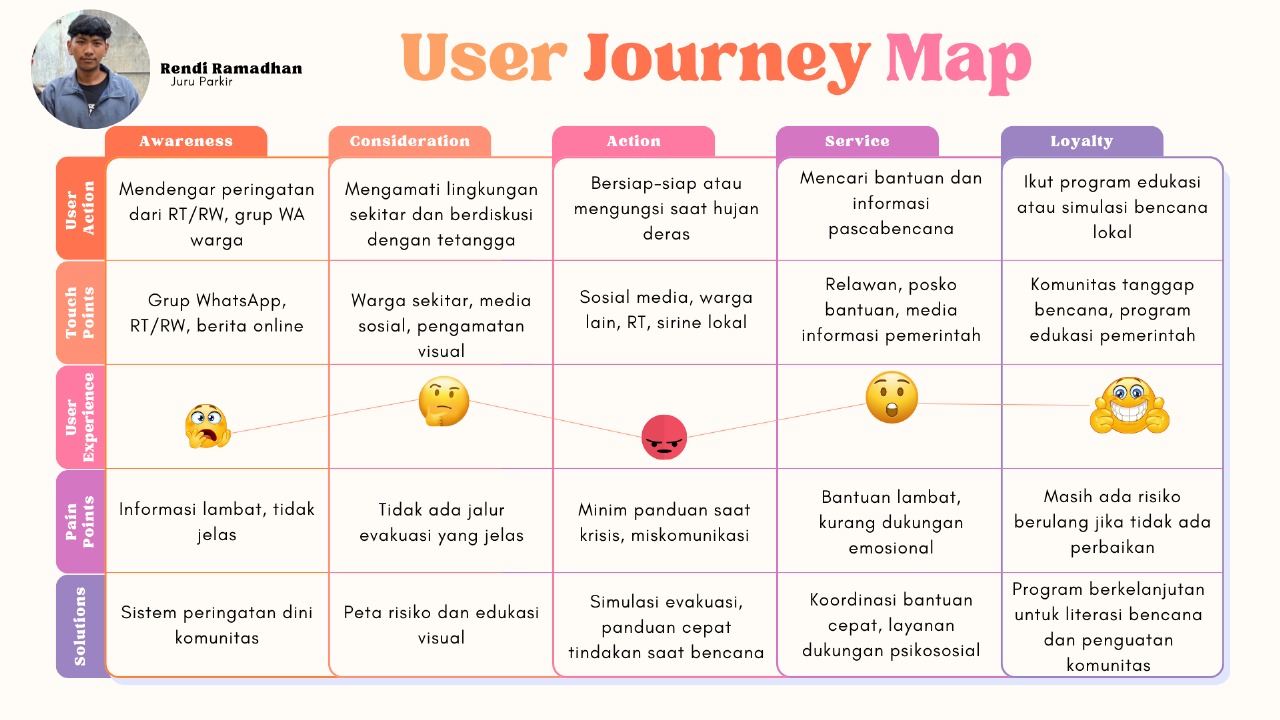 User Journey Map
Rendi Ramadhan
Juru Parkir
Awareness
Consideration
Action
Service
Loyalty
User
Action
Mendengar peringatan
dari RT/RW, grup WA
warga
Mengamati lingkungan
sekitar dan berdiskusi
dengan tetangga
Bersiap-siap atau
mengungsi saat hujan
deras
Mencari bantuan dan
informasi
pascabencana
Ikut program edukasi
atau simulasi bencana
lokal
Touch
Points
Grup WhatsApp,
RT/RW, berita online
Warga sekitar, media
sosial, pengamatan
visual
Sosial media, warga
lain, RT, sirine lokal
Relawan, posko
bantuan, media
informasi pemerintah
Komunitas tanggap
bencana, program
edukasi pemerintah
User
Experience
Pain
Points
Informasi lambat, tidak
jelas
Tidak ada jalur
evakuasi yang jelas
Minim panduan saat
krisis, miskomunikasi
Bantuan lambat,
kurang dukungan
emosional
Masih ada risiko
berulang jika tidak ada
perbaikan
Solutions
Sistem peringatan dini
komunitas
Peta risiko dan edukasi
visual
Simulasi evakuasi,
panduan cepat
tindakan saat bencana
Koordinasi bantuan
cepat, layanan
dukungan psikososial
Program berkelanjutan
untuk literasi bencana
dan penguatan
komunitas